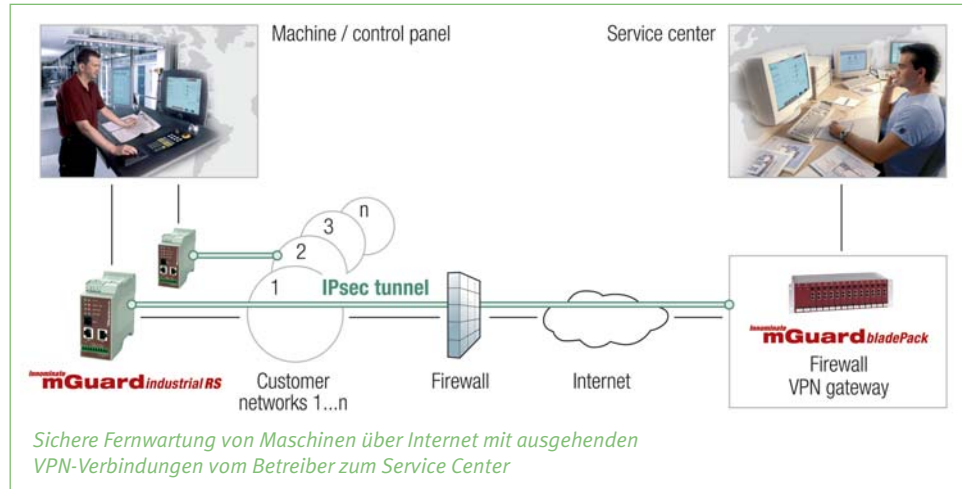 Machine / control panel
Service center
n
3
2
1
IPsec tunnel
innominate
mGuard industrial RS
Customer
networks 1...n
Firewall
Internet
innominate
mGuard bladePack
Firewall
VPN gateway
Sichere Fernwartung von Maschinen über Internet mit ausgehenden
VPN-Verbindungen vom Betreiber zum Service Center